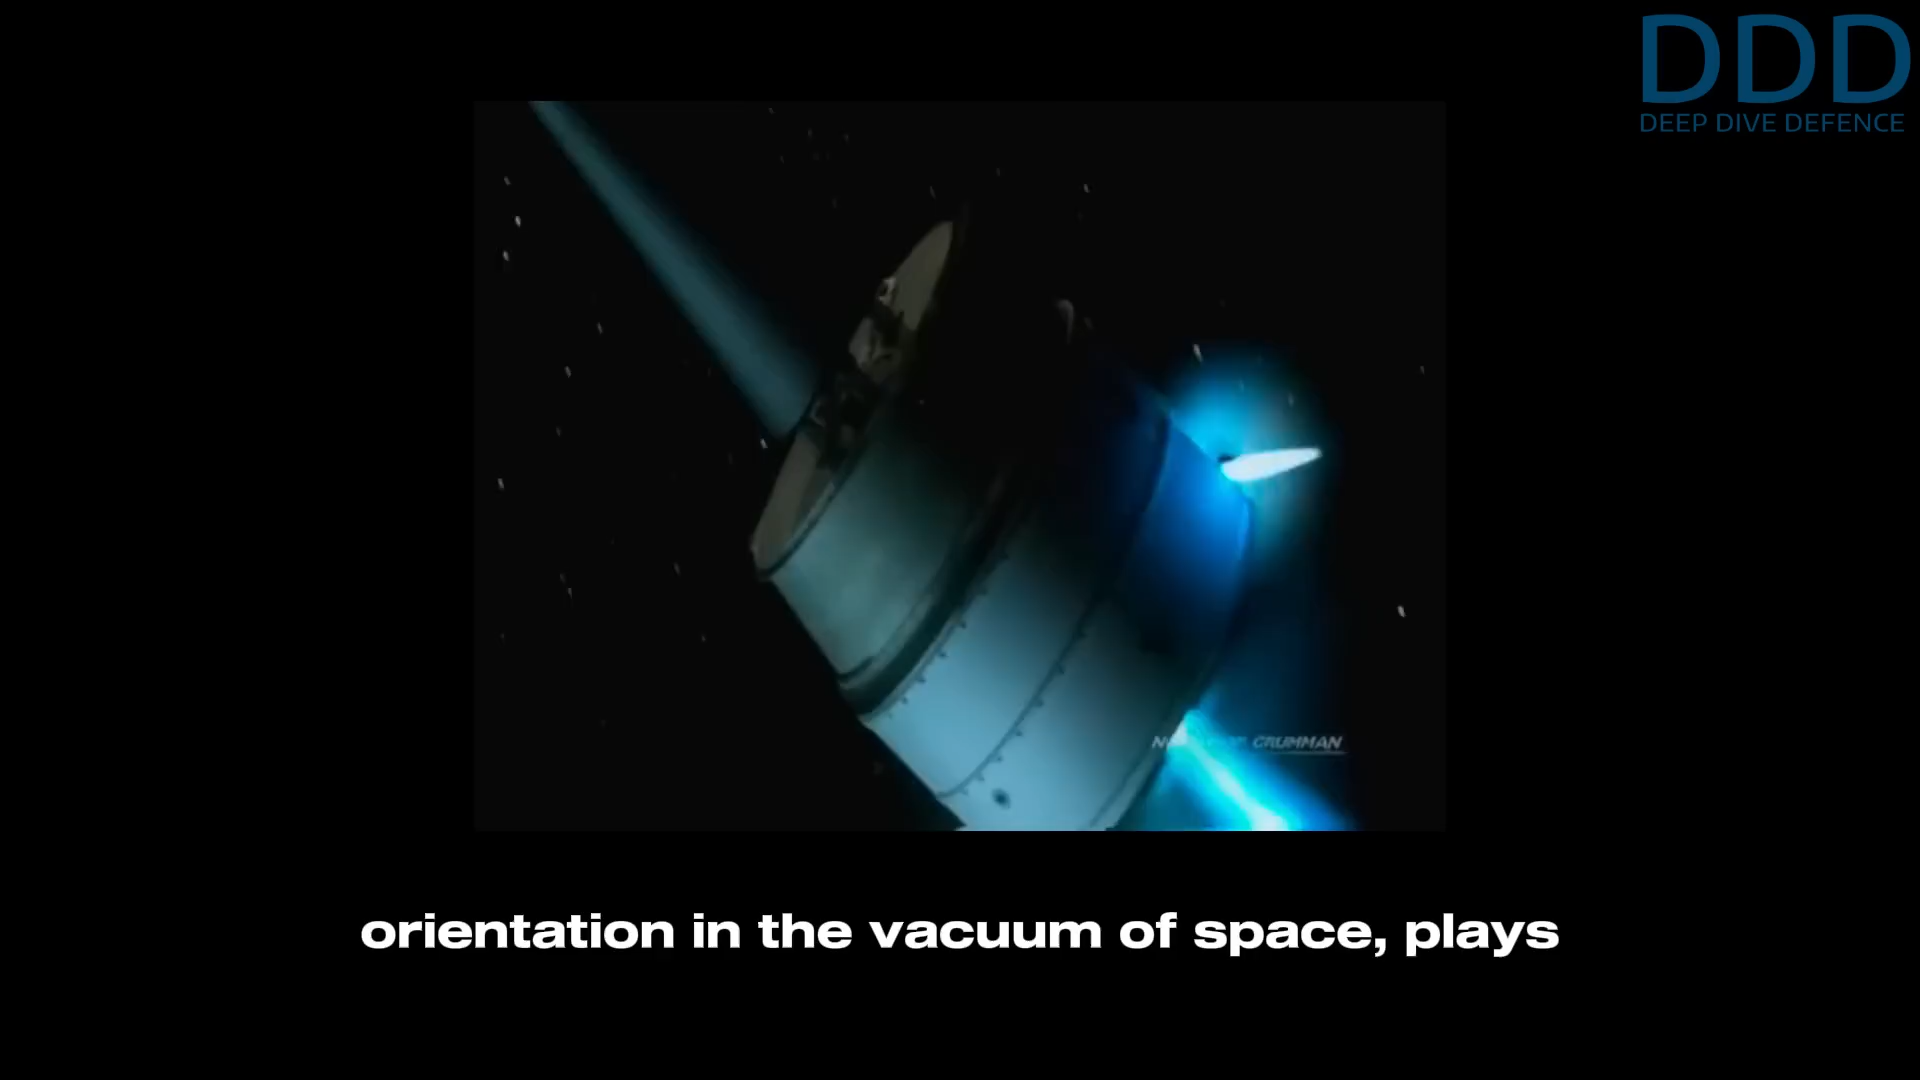 DDD
DEEP DIVE DEFENCE
GRUMMAN
orientation in the vacuum of space, plays